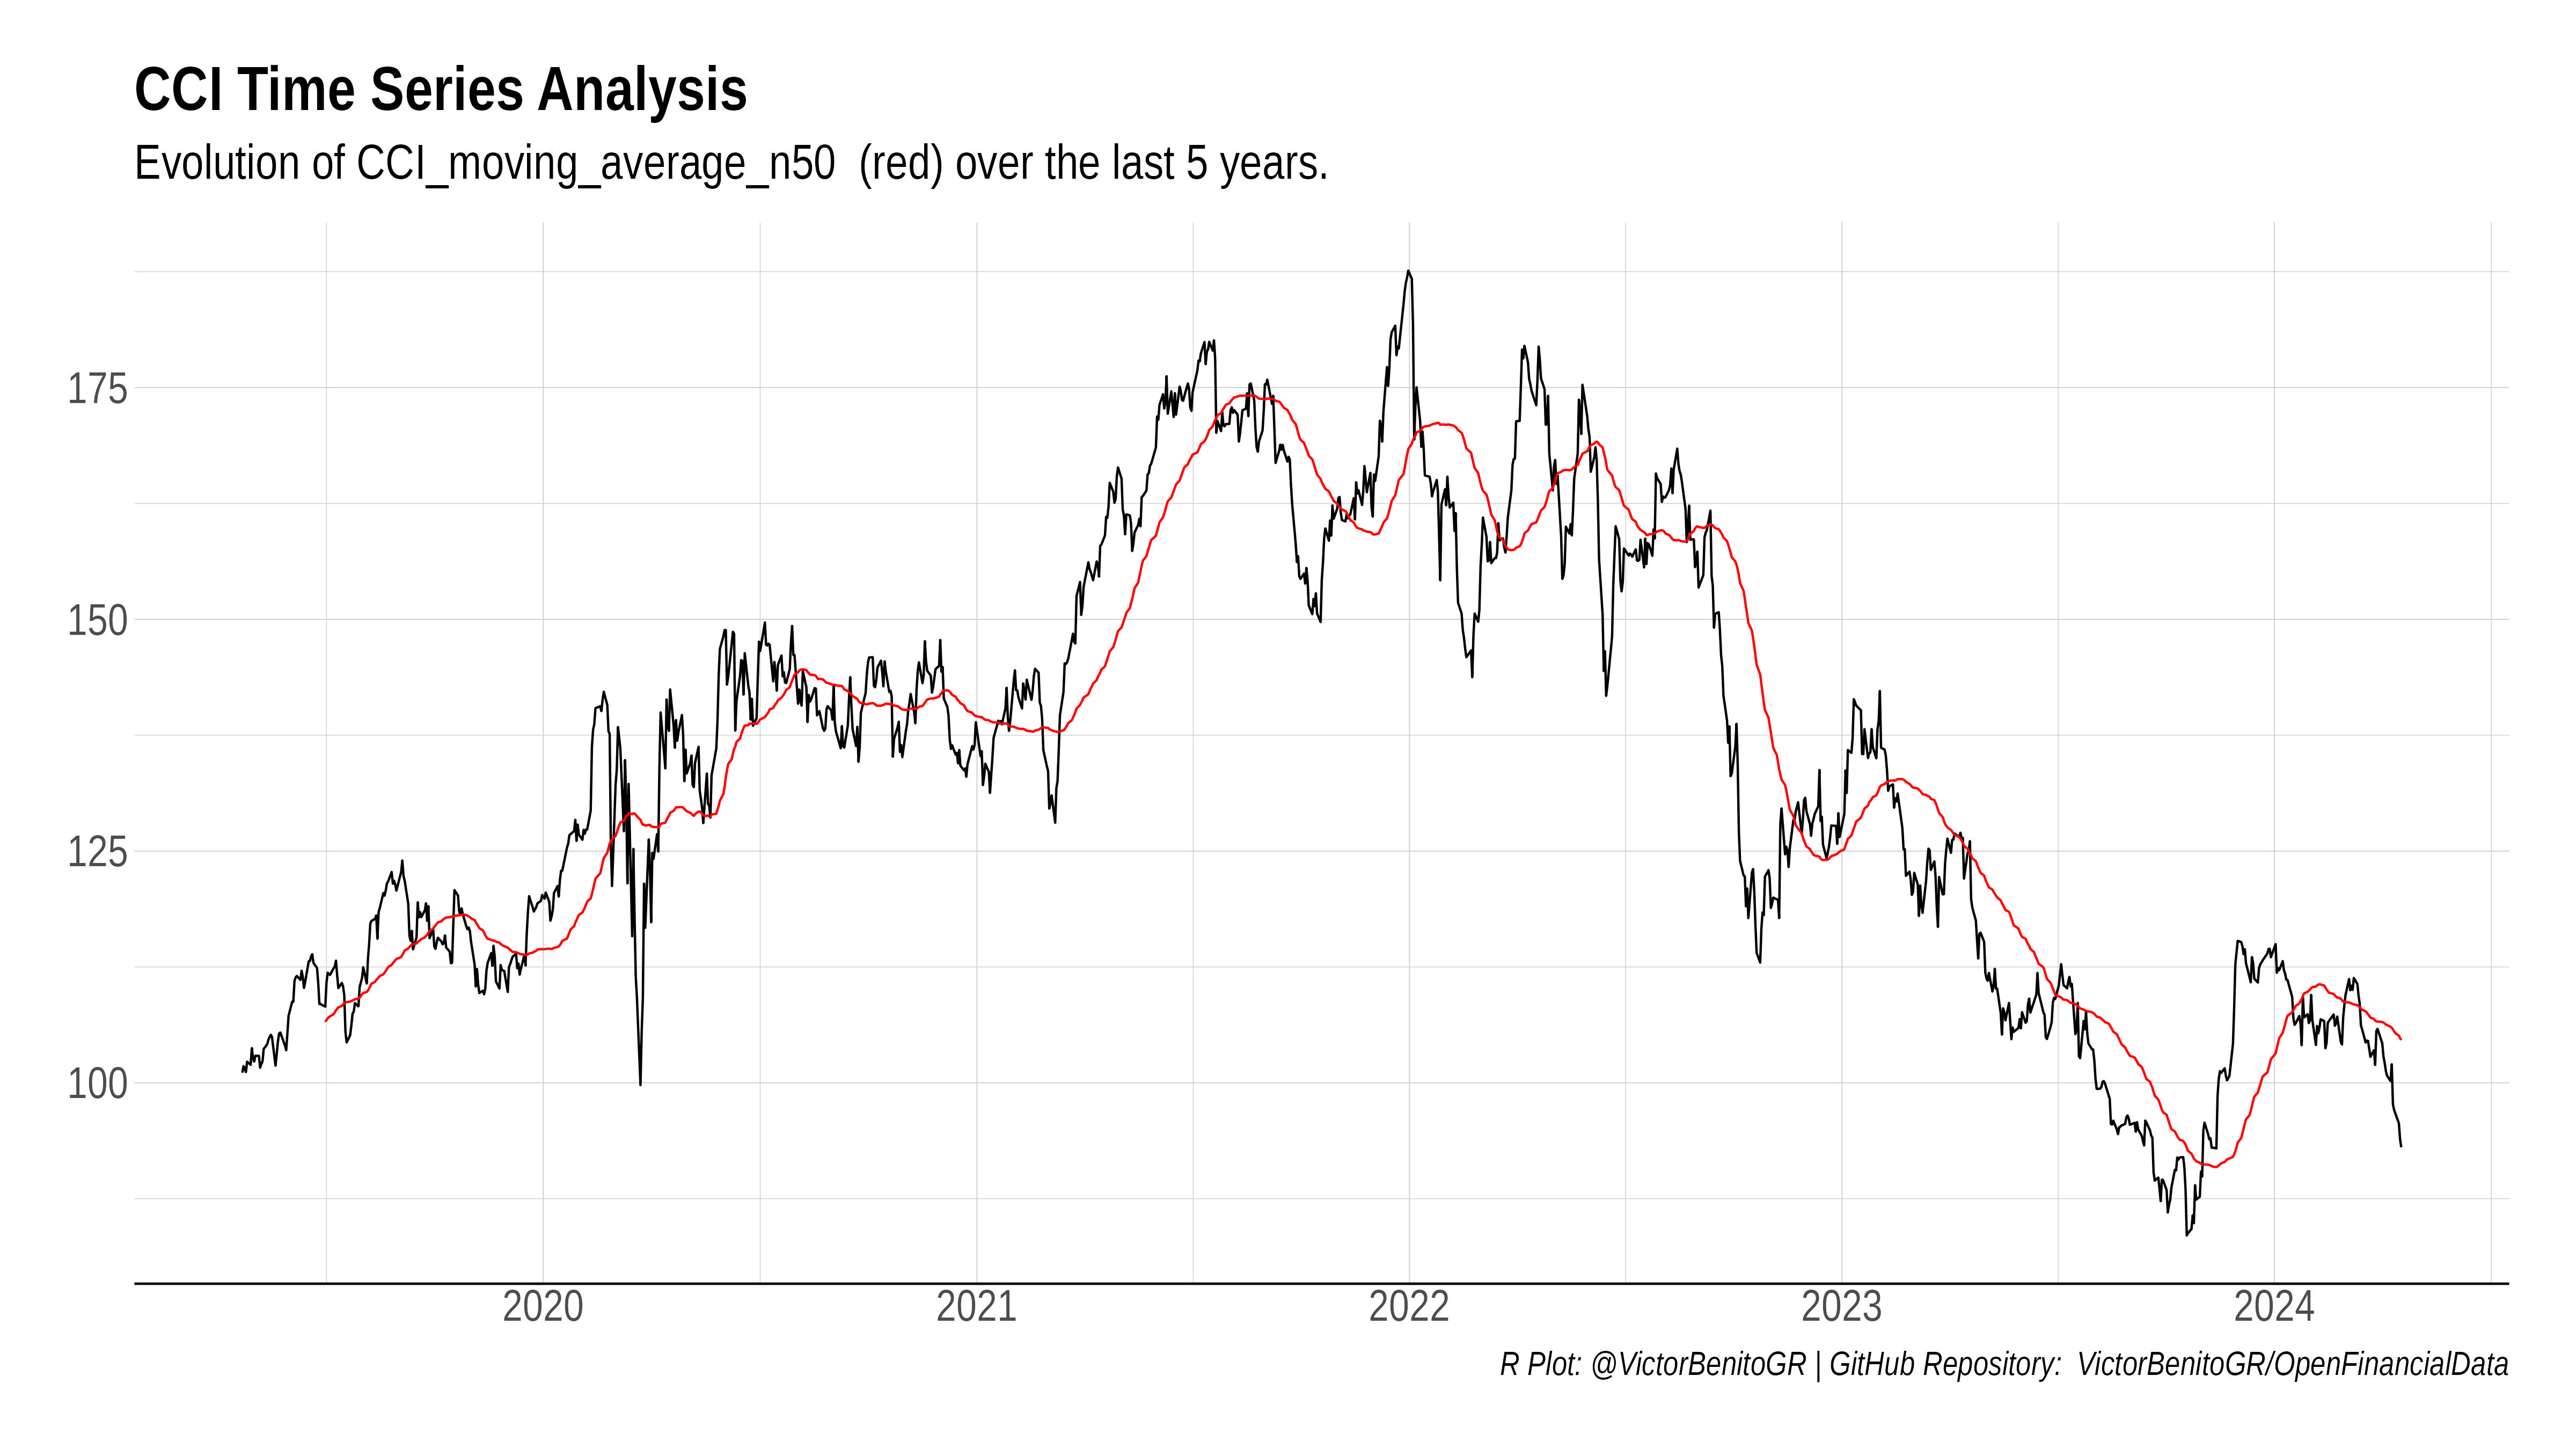 CCI Time Series Analysis
Evolution of CCI_moving_average_n50  (red) over the last 5 years.
175
150
125
100
2020 2021 2022 2023 2024
R Plot: @VictorBenitoGR | GitHub Repository:  VictorBenitoGR/OpenFinancialData